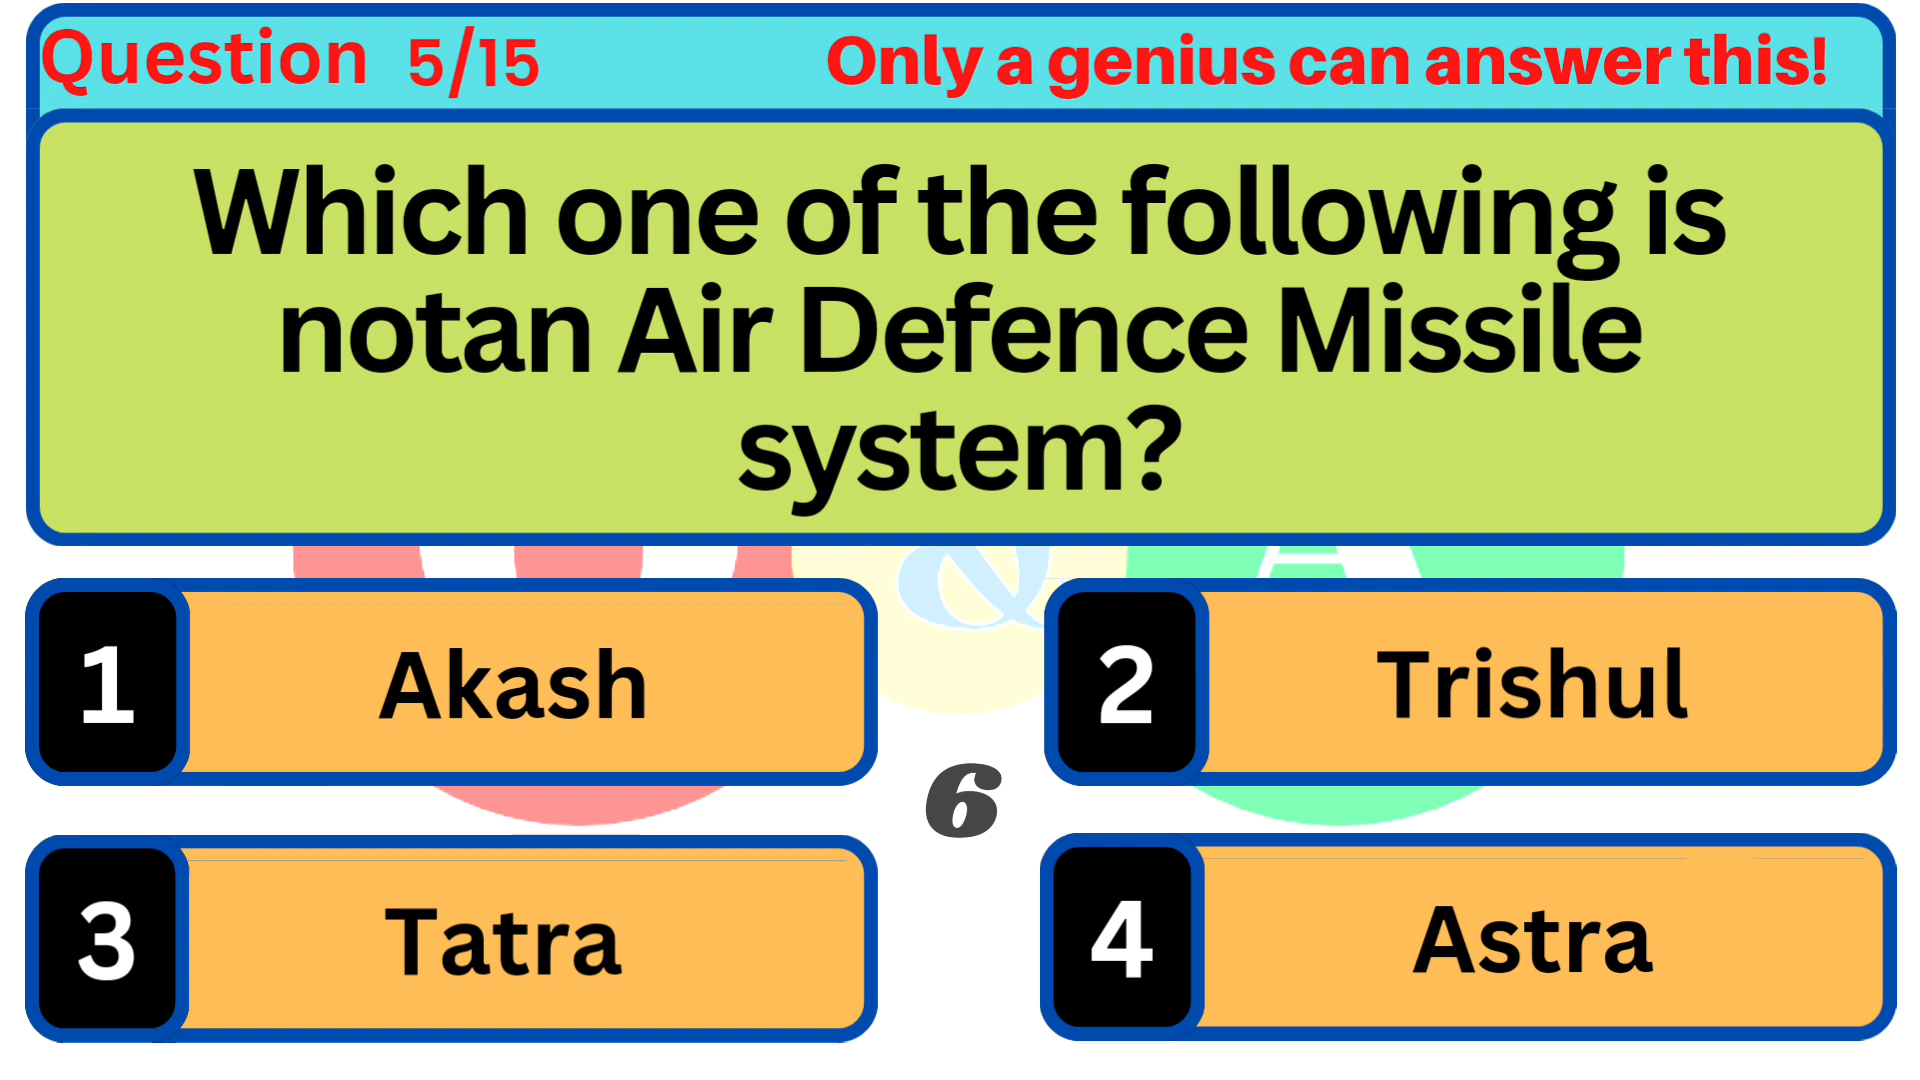 Question 5/15 Only a genius can answer this!
Which one of the following is
notan Air Defence Missile
system?
&
A
1 Akash
2 Trishul
6
3 Tatra
4 Astra